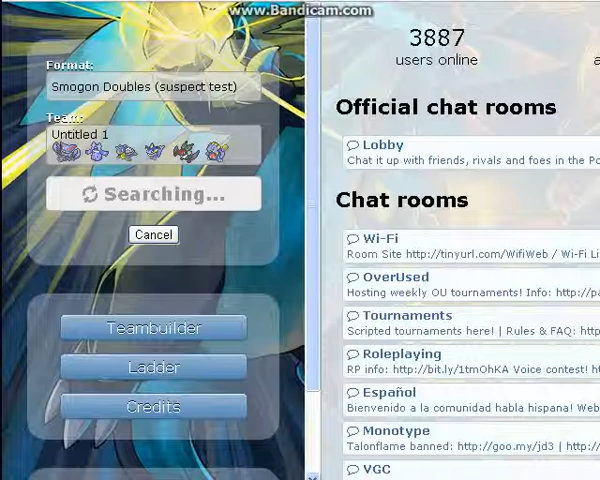 www.Bandicam.com
Format:
Smogon Doubles (suspect test)
Team:
Untitled 1
Searching...
Cancel
Teambuilder
Ladder
Credits
3887
users online
Official chat rooms
Lobby
Chat it up with friends, rivals and foes in the Po
Chat rooms
Wi-Fi
Room Site http://tinyurl.com/WifiWeb / Wi-Fi Li
OverUsed
Hosting weekly OU tournaments! Info: http://pa
Tournaments
Scripted tournaments here! | Rules & FAQ: http
Roleplaying
RP info: http://bit.ly/1tmOhKA Voice contest! ht
Español
Bienvenido a la comunidad habla hispana! Web
Monotype
Talonflame banned: http://goo.my/jd3 | http://
VGC